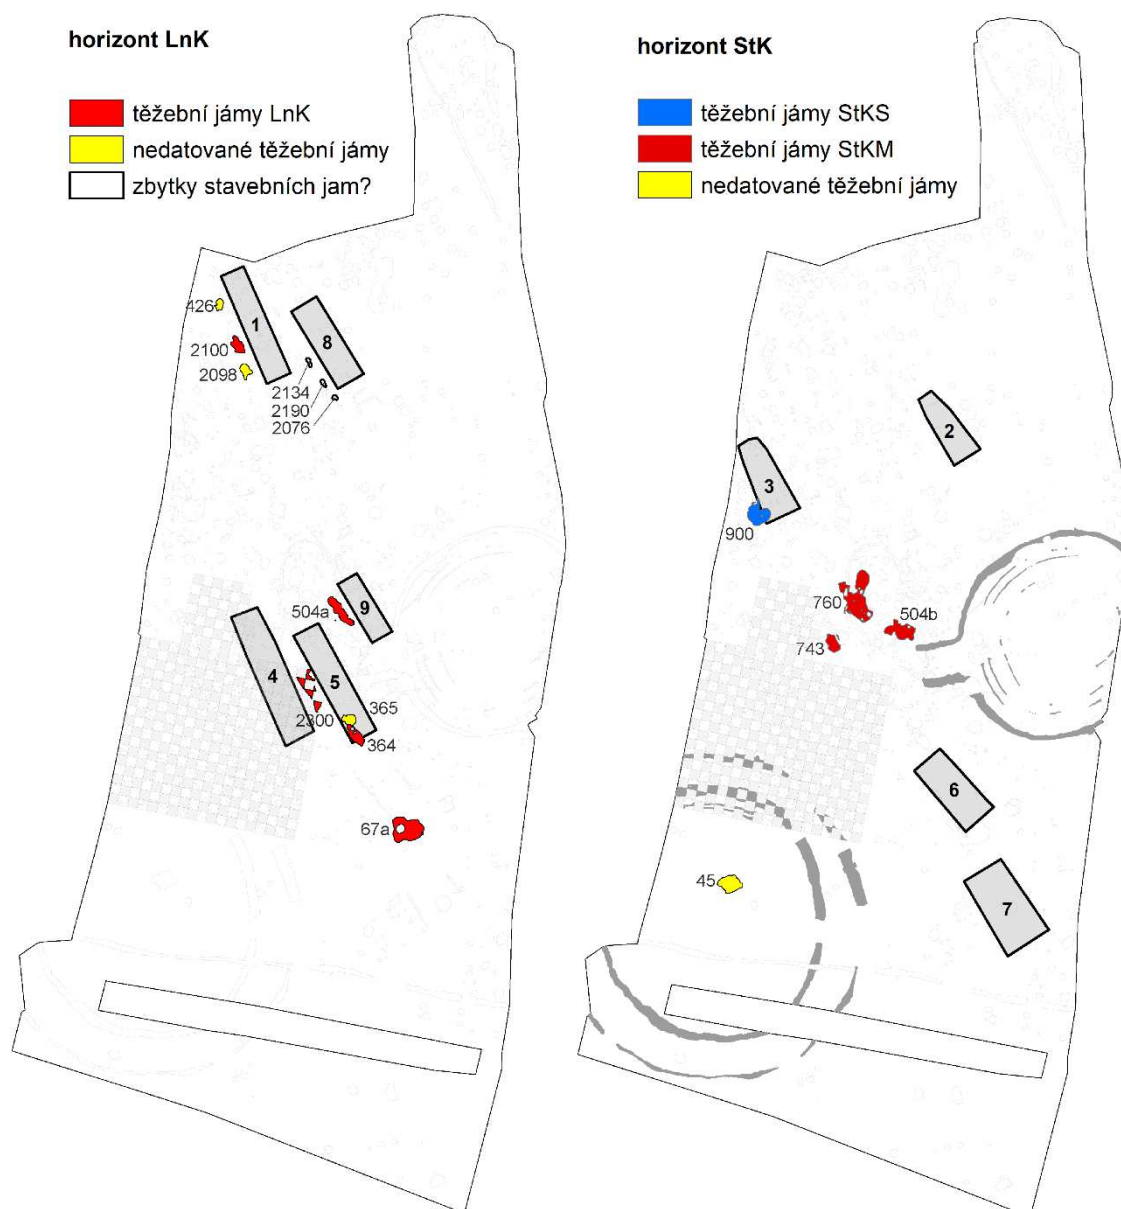 horizont LnK
těžební jámy LnK
nedatované těžební jámy
zbytky stavebních jam?
426
1
2100
2098
8
2134
2190
2076
504a
9
4
5
2300
365
364
67a
horizont StK
těžební jámy StKS
těžební jámy StKM
nedatované těžební jámy
2
3
900
760
504b
743
6
45
7